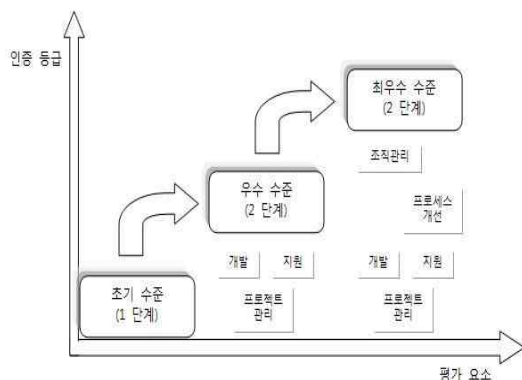 인증 등급
최우수 수준
(2 단계)
조직관리
우수 수준
(2 단계)
프로세스
개선
개발
지원
개발
지원
초기 수준
(1 단계)
프로젝트
관리
프로젝트
관리
평가 요소